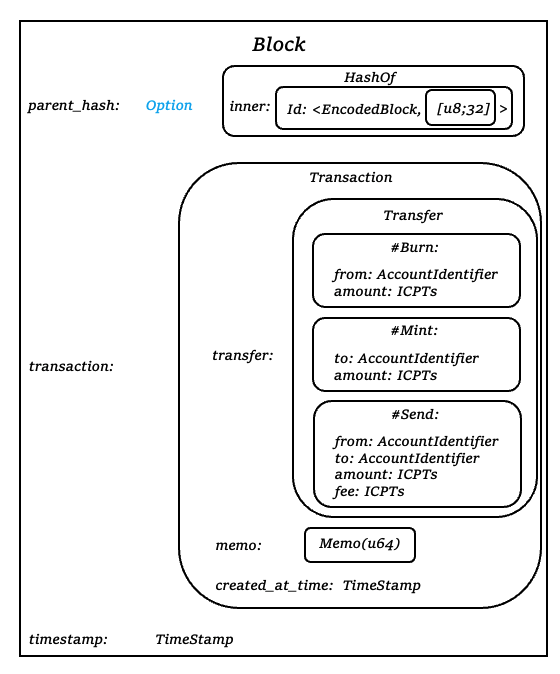 Block
HashOf
parent_hash: Option inner: Id: <EncodedBlock, [u8;32] >
Transaction
Transfer
#Burn:
from: AccountIdentifier
amount: ICPTs
#Mint:
transfer: to: AccountIdentifier
transaction: amount: ICPTs
#Send:
from: AccountIdentifier
to: AccountIdentifier
amount: ICPTs
fee: ICPTs
memo: Memo(u64)
created_at_time: TimeStamp
timestamp: TimeStamp